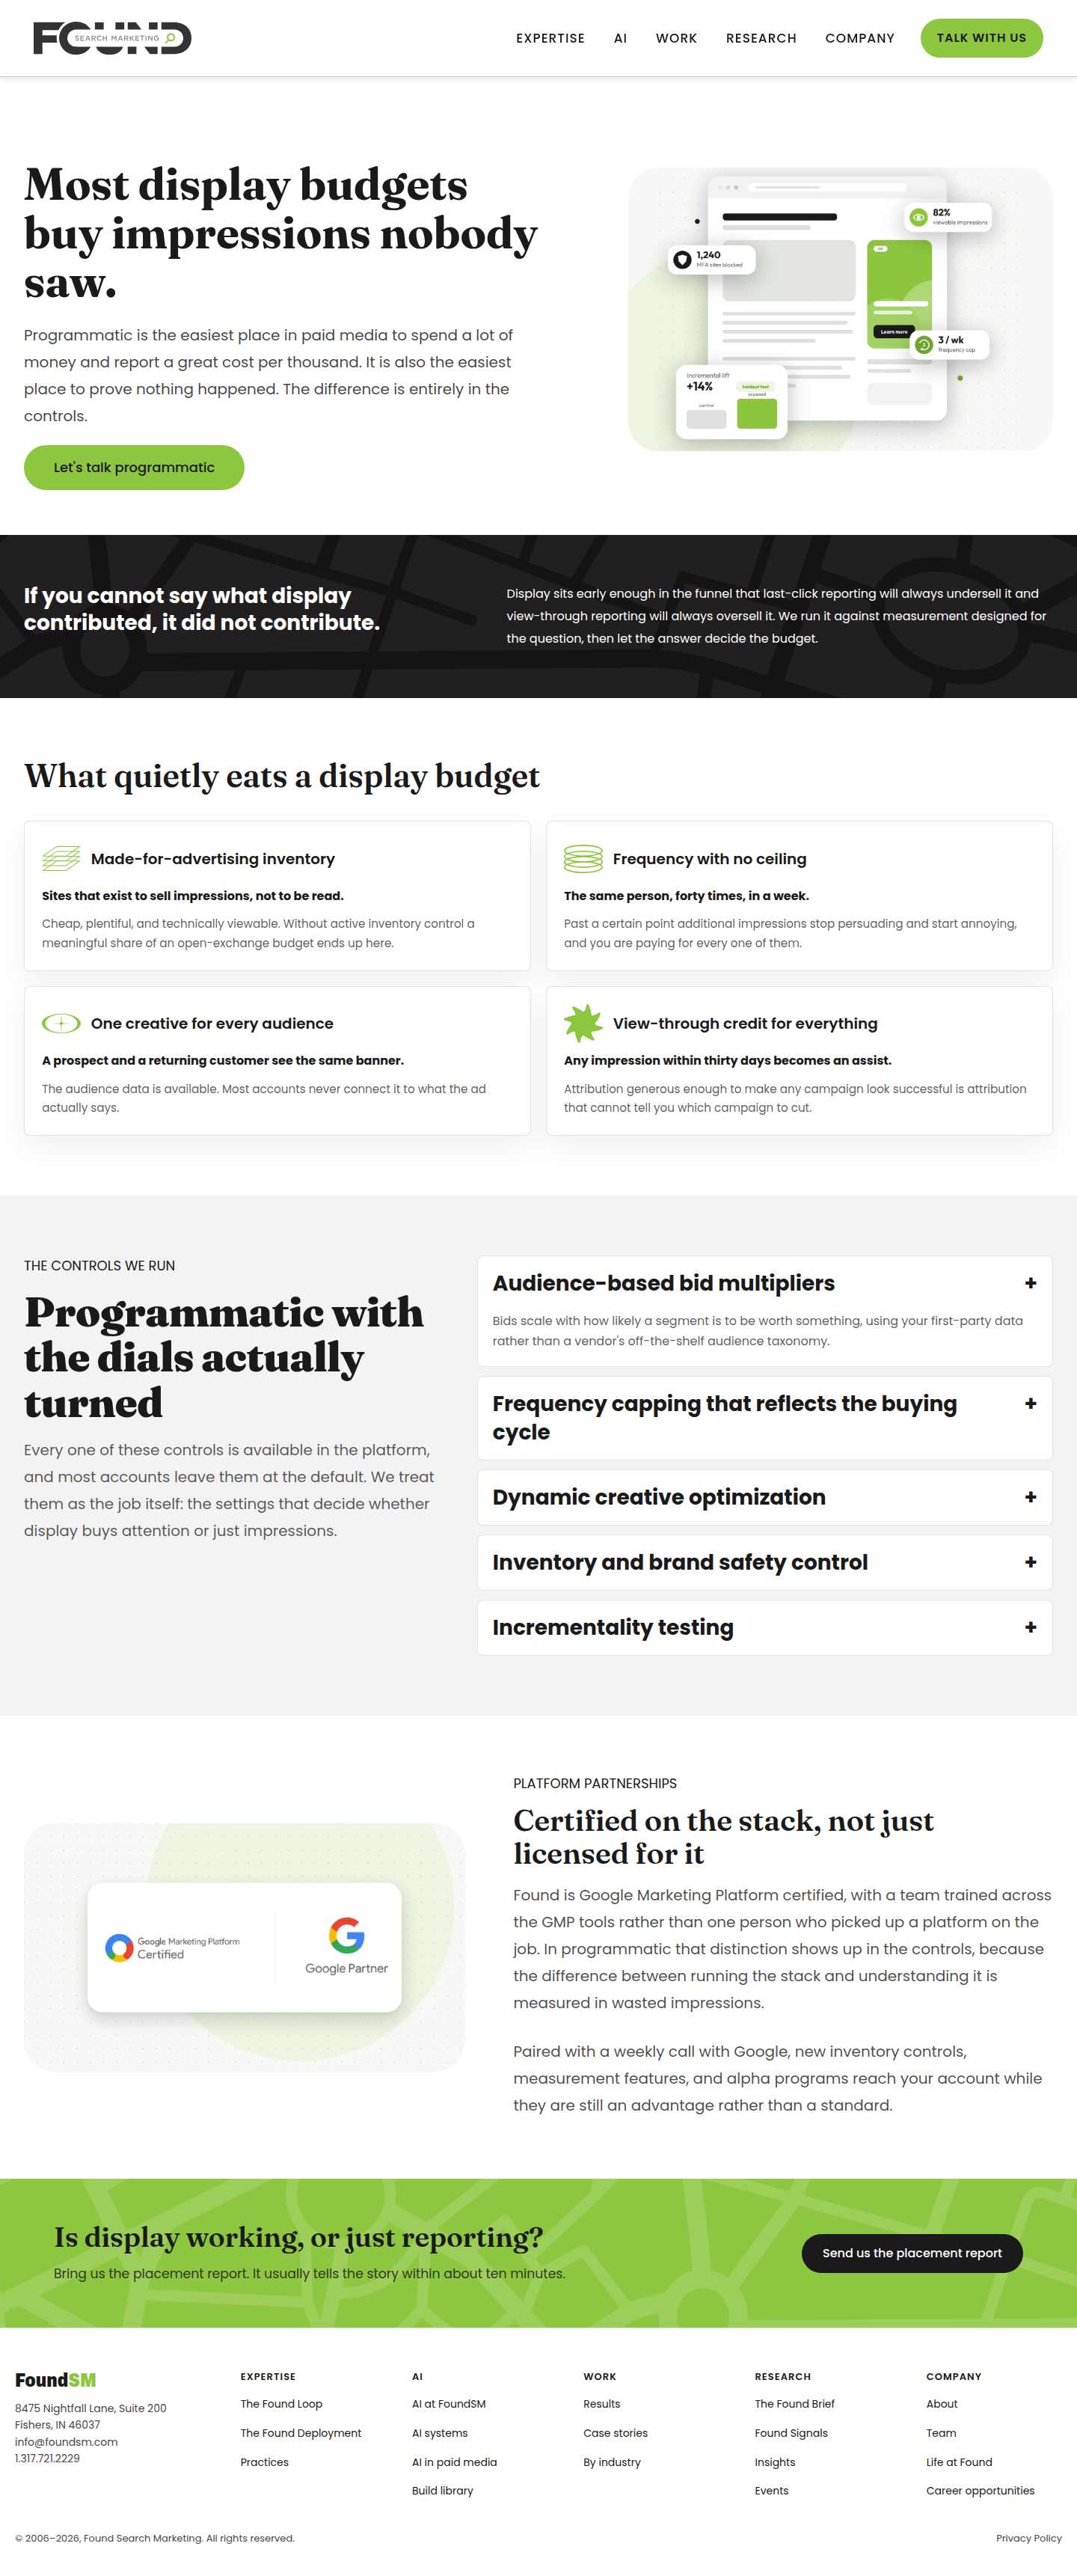 FOUND
SEARCH MARKETING
EXPERTISE
AI
WORK
RESEARCH
COMPANY
TALK WITH US
Most display budgets
buy impressions nobody
saw.
Programmatic is the easiest place in paid media to spend a lot of
money and report a great cost per thousand. It is also the easiest
place to prove nothing happened. The difference is entirely in the
controls.
Let's talk programmatic
82%
viewable impressions
1,240
MFA sites blocked
Learn more
3 / wk
frequency cap
Incremental lift
+14%
holdout test
exposed
control
If you cannot say what display
contributed, it did not contribute.
Display sits early enough in the funnel that last-click reporting will always undersell it and
view-through reporting will always oversell it. We run it against measurement designed for
the question, then let the answer decide the budget.
What quietly eats a display budget
Made-for-advertising inventory
Sites that exist to sell impressions, not to be read.
Cheap, plentiful, and technically viewable. Without active inventory control a
meaningful share of an open-exchange budget ends up here.
Frequency with no ceiling
The same person, forty times, in a week.
Past a certain point additional impressions stop persuading and start annoying,
and you are paying for every one of them.
One creative for every audience
A prospect and a returning customer see the same banner.
The audience data is available. Most accounts never connect it to what the ad
actually says.
View-through credit for everything
Any impression within thirty days becomes an assist.
Attribution generous enough to make any campaign look successful is attribution
that cannot tell you which campaign to cut.
THE CONTROLS WE RUN
Programmatic with
the dials actually
turned
Every one of these controls is available in the platform,
and most accounts leave them at the default. We treat
them as the job itself: the settings that decide whether
display buys attention or just impressions.
Audience-based bid multipliers +
Bids scale with how likely a segment is to be worth something, using your first-party data
rather than a vendor's off-the-shelf audience taxonomy.
Frequency capping that reflects the buying +
cycle
Dynamic creative optimization +
Inventory and brand safety control +
Incrementality testing +
Google Marketing Platform
Certified
Google Partner
PLATFORM PARTNERSHIPS
Certified on the stack, not just
licensed for it
Found is Google Marketing Platform certified, with a team trained across
the GMP tools rather than one person who picked up a platform on the
job. In programmatic that distinction shows up in the controls, because
the difference between running the stack and understanding it is
measured in wasted impressions.
Paired with a weekly call with Google, new inventory controls,
measurement features, and alpha programs reach your account while
they are still an advantage rather than a standard.
Is display working, or just reporting?
Bring us the placement report. It usually tells the story within about ten minutes.
Send us the placement report
FoundSM
8475 Nightfall Lane, Suite 200
Fishers, IN 46037
info@foundsm.com
1.317.721.2229
EXPERTISE
The Found Loop
The Found Deployment
Practices
AI
AI at FoundSM
AI systems
AI in paid media
Build library
WORK
Results
Case stories
By industry
RESEARCH
The Found Brief
Found Signals
Insights
Events
COMPANY
About
Team
Life at Found
Career opportunities
© 2006–2026, Found Search Marketing. All rights reserved.
Privacy Policy